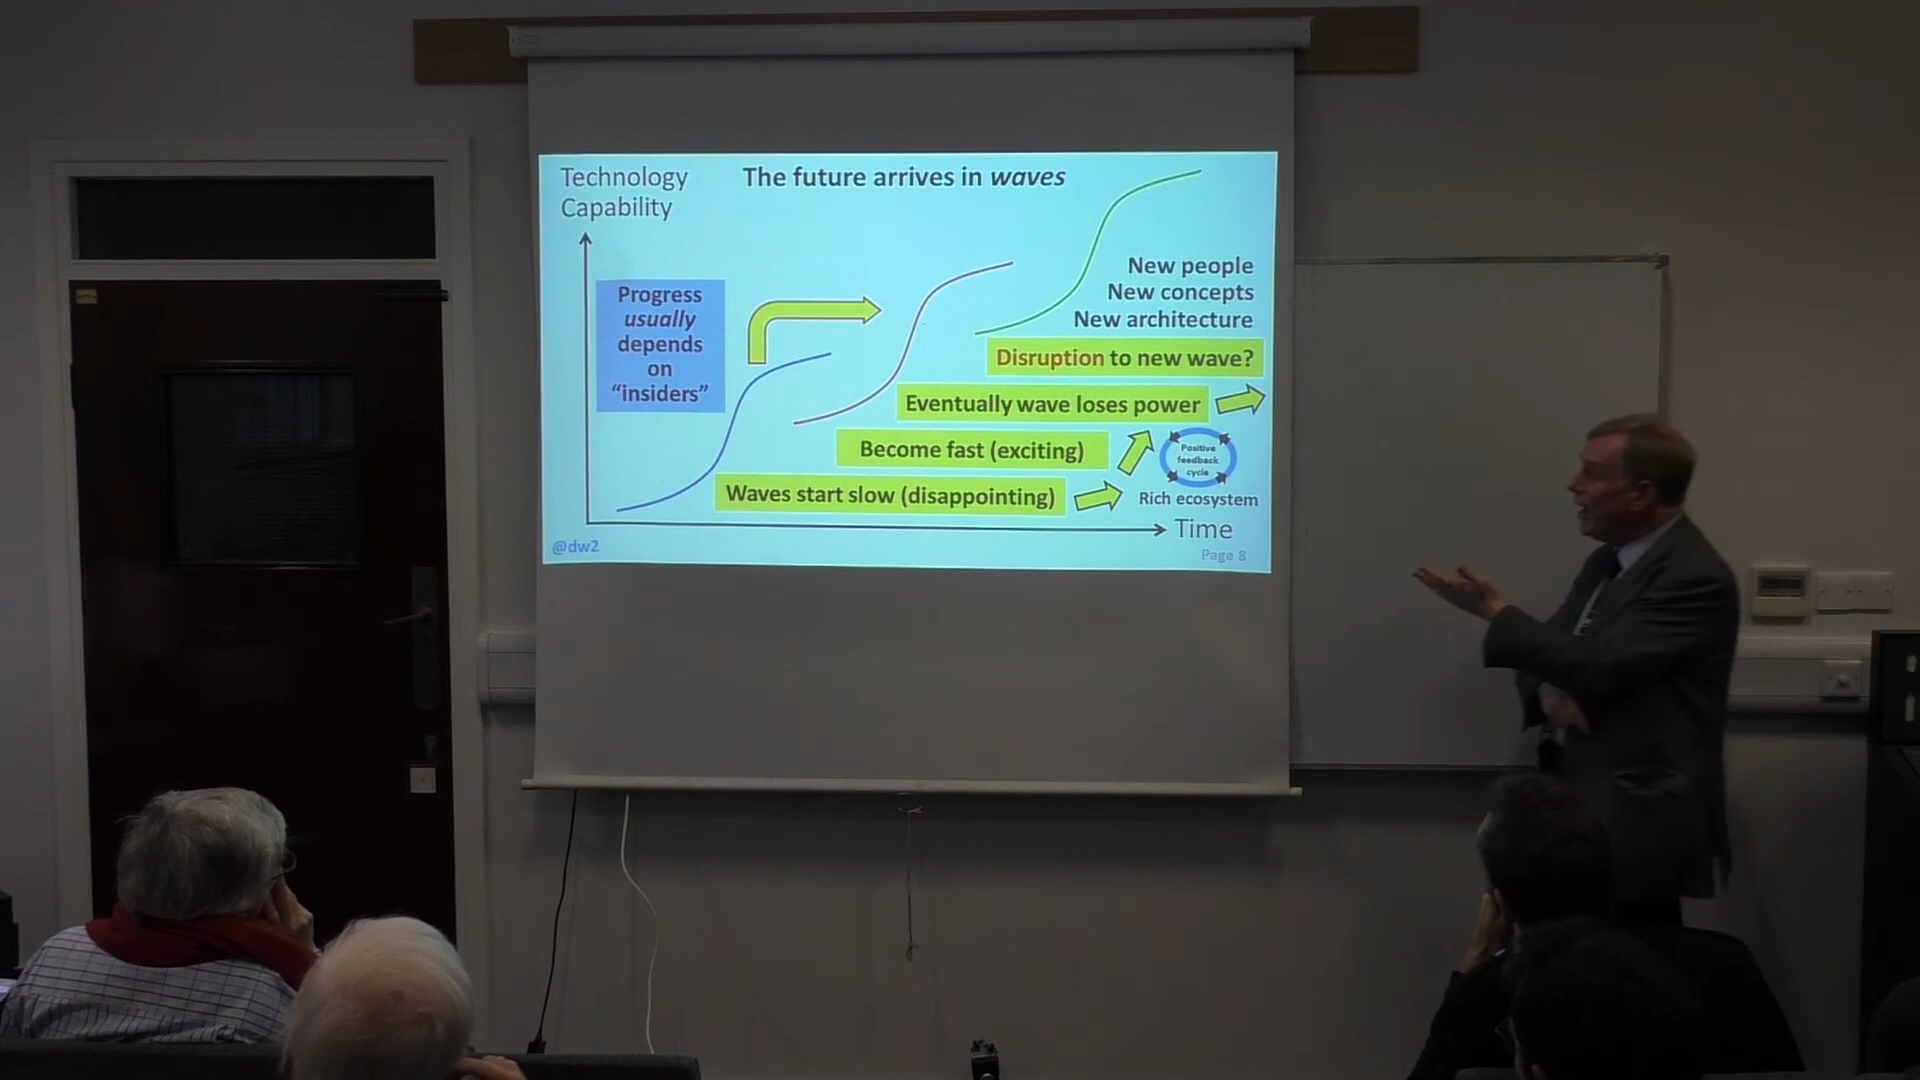 Technology
Capability
The future arrives in waves
Progress
usually
depends
on
“insiders”
New people
New concepts
New architecture
Disruption to new wave?
Eventually wave loses power
Become fast (exciting)
Positive
feedback
cycle
Waves start slow (disappointing)
Rich ecosystem
Time
@dw2
Page 8